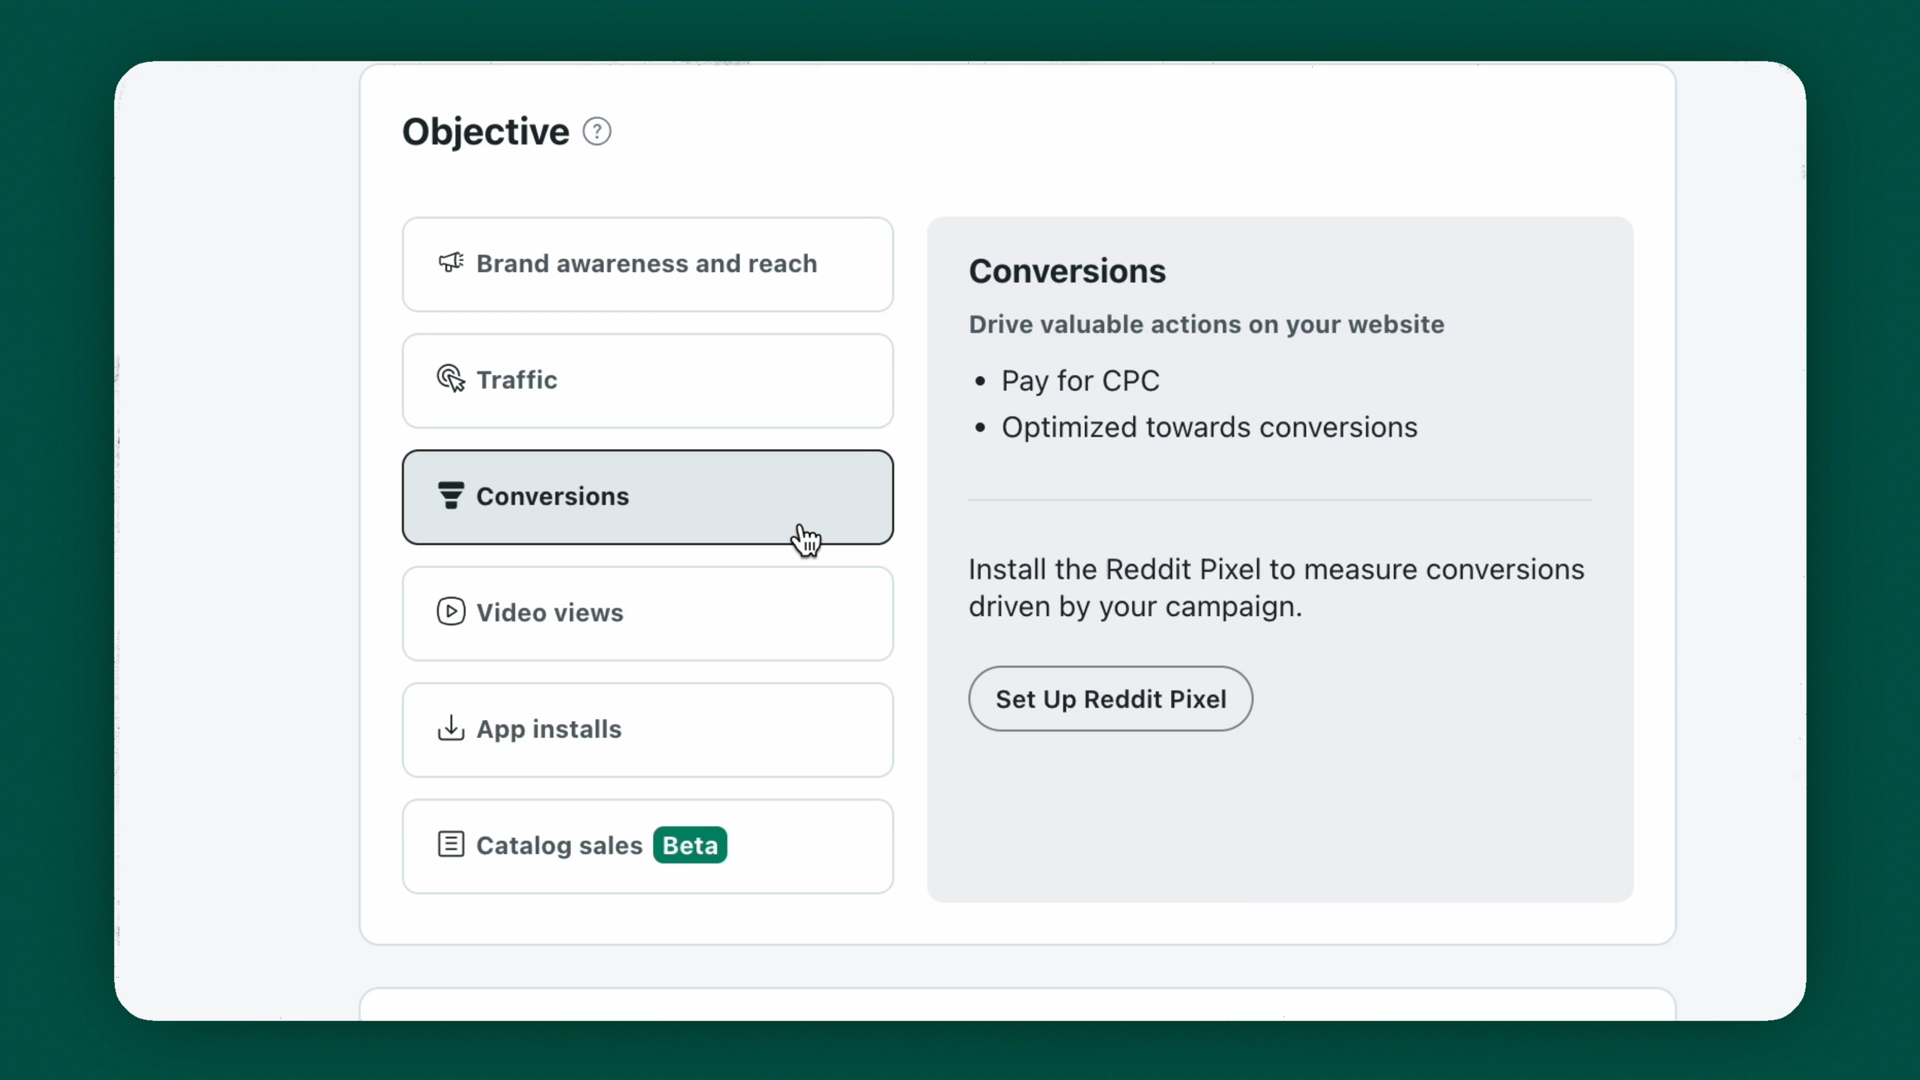 Objective
Brand awareness and reach
Traffic
Conversions
Video views
App installs
Catalog sales Beta
Conversions
Drive valuable actions on your website
• Pay for CPC
• Optimized towards conversions
Install the Reddit Pixel to measure conversions
driven by your campaign.
Set Up Reddit Pixel